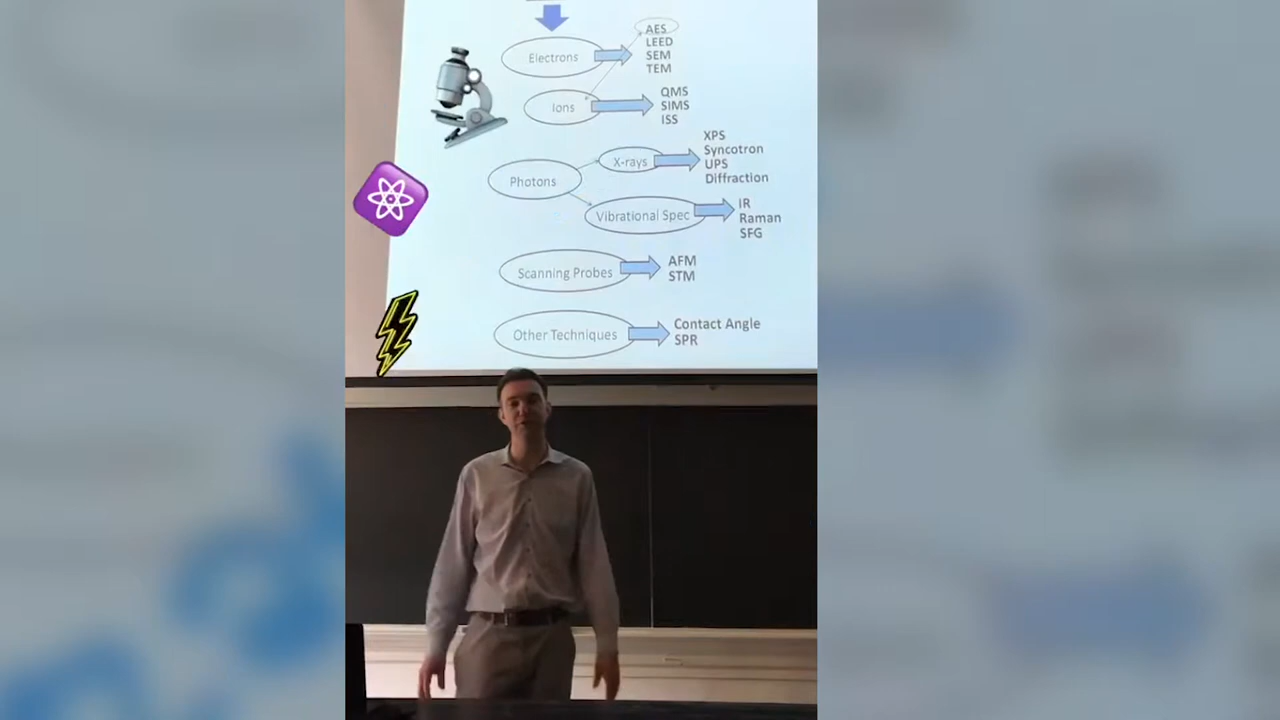 Electrons
AES
LEED
SEM
TEM
Ions
QMS
SIMS
ISS
Photons
X-rays
XPS
Syncotron
UPS
Diffraction
Vibrational Spec
IR
Raman
SFG
Scanning Probes
AFM
STM
Other Techniques
Contact Angle
SPR